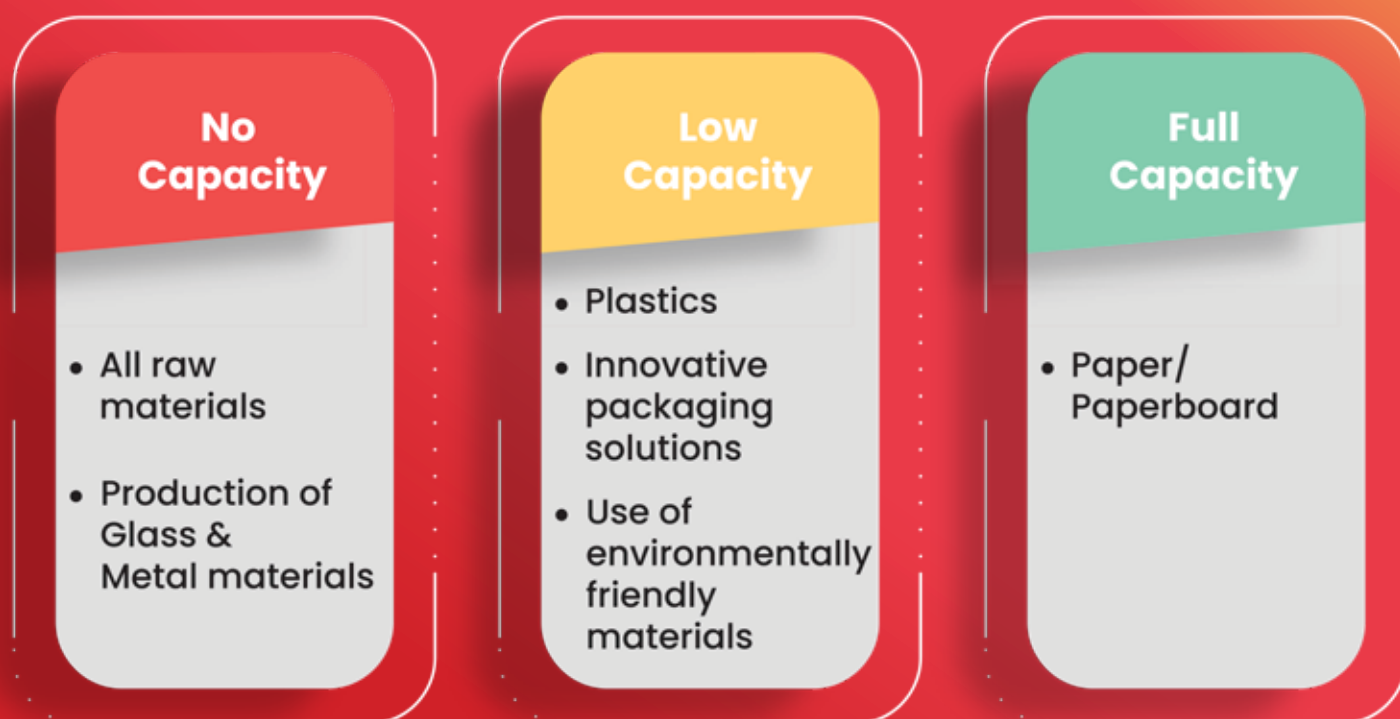 No
Capacity
• All raw
materials
• Production of
Glass &
Metal materials
Low
Capacity
• Plastics
• Innovative
packaging
solutions
• Use of
environmentally
friendly
materials
Full
Capacity
• Paper/
Paperboard